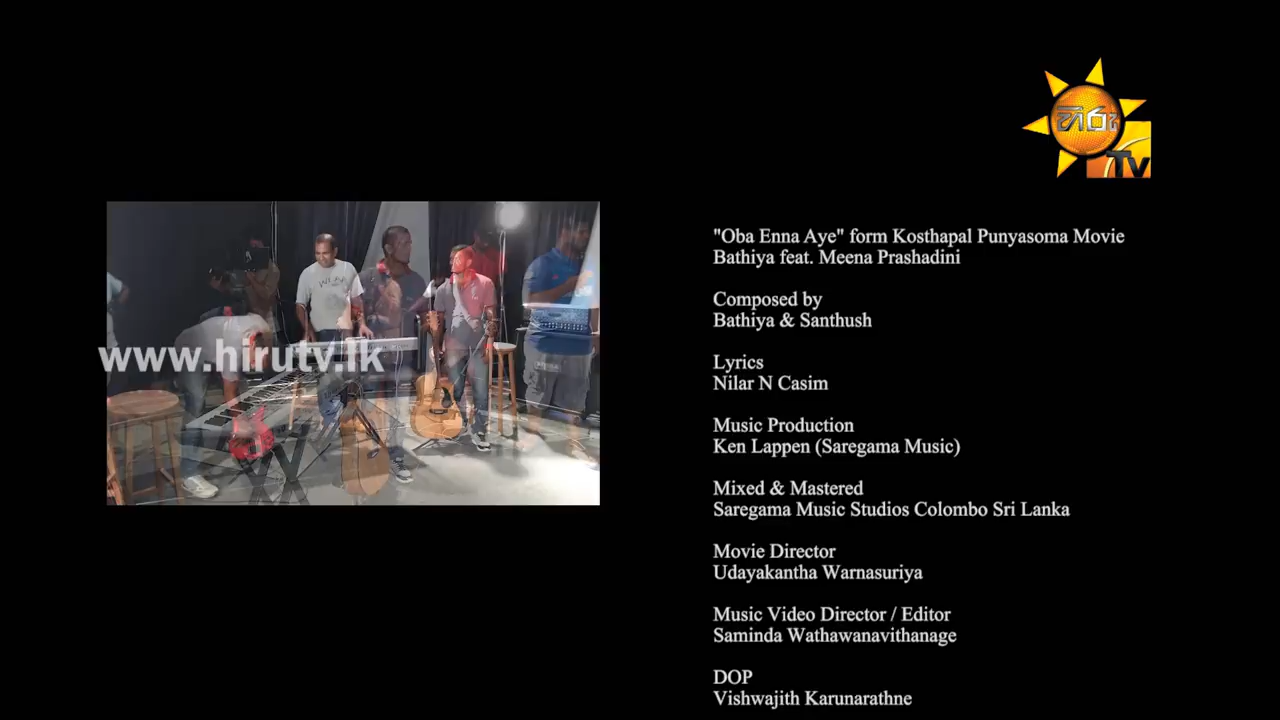 හිරු
Tv
www.hirutv.lk
"Oba Enna Aye" form Kosthapal Punyasoma Movie
Bathiya feat. Meena Prashadini
Composed by
Bathiya & Santhush
Lyrics
Nilar N Casim
Music Production
Ken Lappen (Saregama Music)
Mixed & Mastered
Saregama Music Studios Colombo Sri Lanka
Movie Director
Udayakantha Warnasuriya
Music Video Director / Editor
Saminda Wathawanavithanage
DOP
Vishwajith Karunarathne